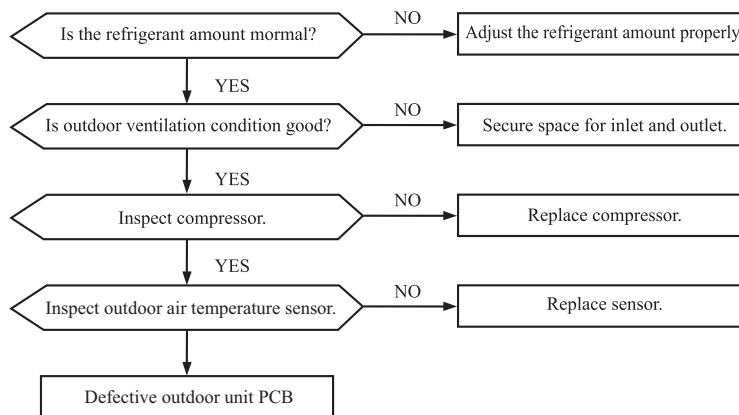 Is the refrigerant amount mormal?
NO
Adjust the refrigerant amount properly
YES
Is outdoor ventilation condition good?
NO
Secure space for inlet and outlet.
YES
Inspect compressor.
NO
Replace compressor.
YES
Inspect outdoor air temperature sensor.
NO
Replace sensor.
Defective outdoor unit PCB